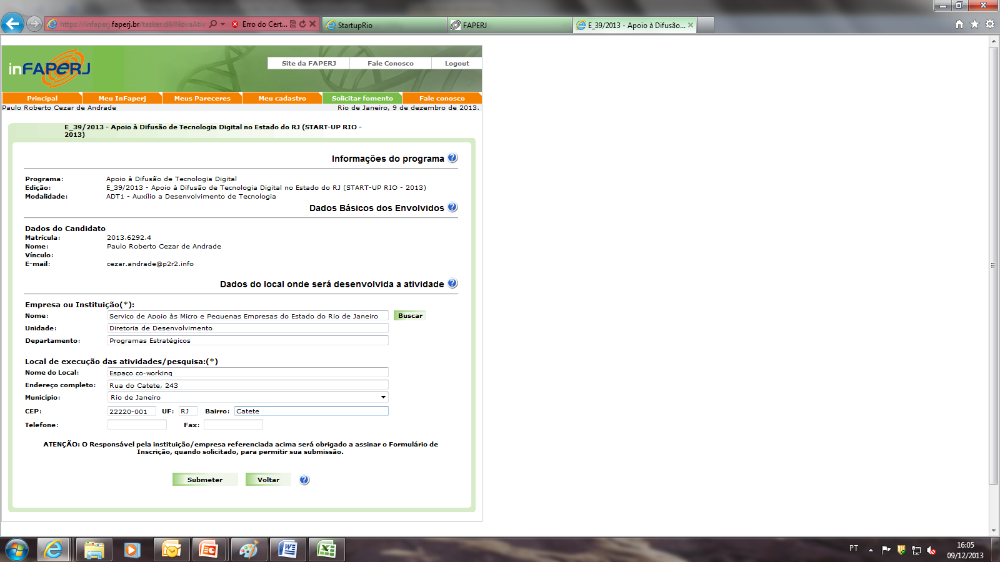 https://infaperj.faperj.br/tasker.dll/NovaAtiv
Erro do Cert...
StartupRio
FAPERJ
E_39/2013 - Apoio à Difusão...
inFAPERJ
Site da FAPERJ
Fale Conosco
Logout
Principal
Meu InFaperj
Meus Pareceres
Meu cadastro
Solicitar fomento
Fale conosco
Paulo Roberto Cezar de Andrade
Rio de Janeiro, 9 de dezembro de 2013.
E_39/2013 - Apoio à Difusão de Tecnologia Digital no Estado do RJ (START-UP RIO -
2013)
Informações do programa
Programa: Apoio à Difusão de Tecnologia Digital
Edição: E_39/2013 - Apoio à Difusão de Tecnologia Digital no Estado do RJ (START-UP RIO - 2013)
Modalidade: ADT1 - Auxílio a Desenvolvimento de Tecnologia
Dados Básicos dos Envolvidos
Dados do Candidato
Matrícula: 2013.6292.4
Nome: Paulo Roberto Cezar de Andrade
Vínculo:
E-mail: cezar.andrade@p2r2.info
Dados do local onde será desenvolvida a atividade
Empresa ou Instituição(*):
Nome: Serviço de Apoio às Micro e Pequenas Empresas do Estado do Rio de Janeiro Buscar
Unidade: Diretoria de Desenvolvimento
Departamento: Programas Estratégicos
Local de execução das atividades/pesquisa:(*)
Nome do Local: Espaço co-working
Endereço completo: Rua do Catete, 243
Município: Rio de Janeiro
CEP: 22220-001 UF: RJ Bairro: Catete
Telefone: Fax:
ATENÇÃO: O Responsável pela instituição/empresa referenciada acima será obrigado a assinar o Formulário de
Inscrição, quando solicitado, para permitir sua submissão.
Submeter Voltar
PT
16:05
09/12/2013